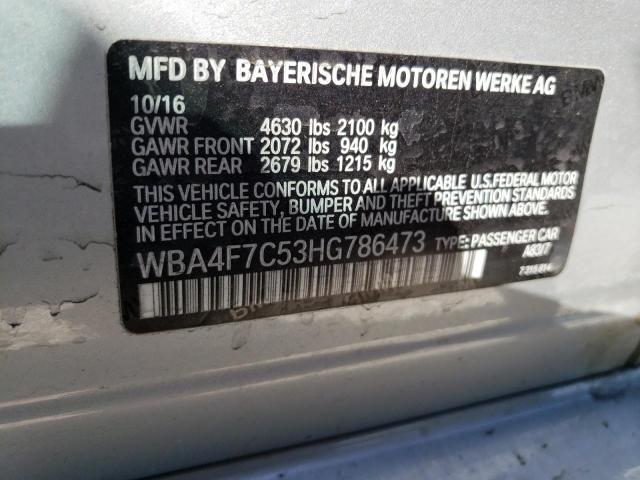 MFD BY BAYERISCHE MOTOREN WERKE AG
10/16
GVWR 4630 lbs 2100 kg
GAWR FRONT 2072 lbs 940 kg
GAWR REAR 2679 lbs 1215 kg
THIS VEHICLE CONFORMS TO ALL APPLICABLE U.S.FEDERAL MOTOR
VEHICLE SAFETY, BUMPER AND THEFT PREVENTION STANDARDS
IN EFFECT ON THE DATE OF MANUFACTURE SHOWN ABOVE.
WBA4F7C53HG786473 TYPE: PASSENGER CAR
A83/7